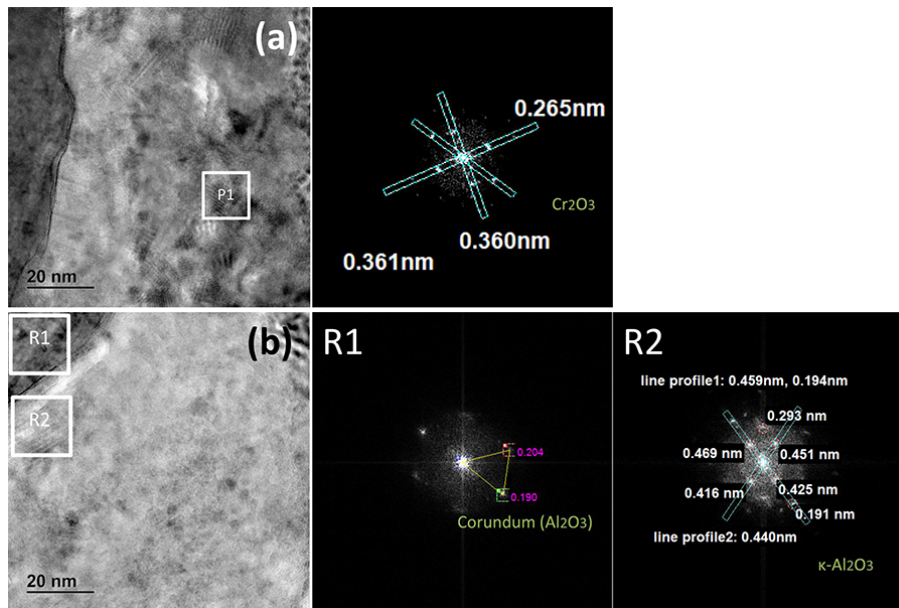 (a)
P1
20 nm
0.265nm
Cr2O3
0.360nm
0.361nm
(b)
R1
R2
20 nm
R1
0.204
0.190
Corundum (Al2O3)
R2
line profile1: 0.459nm, 0.194nm
0.293 nm
0.469 nm
0.451 nm
0.416 nm
0.425 nm
0.191 nm
line profile2: 0.440nm
κ-Al2O3